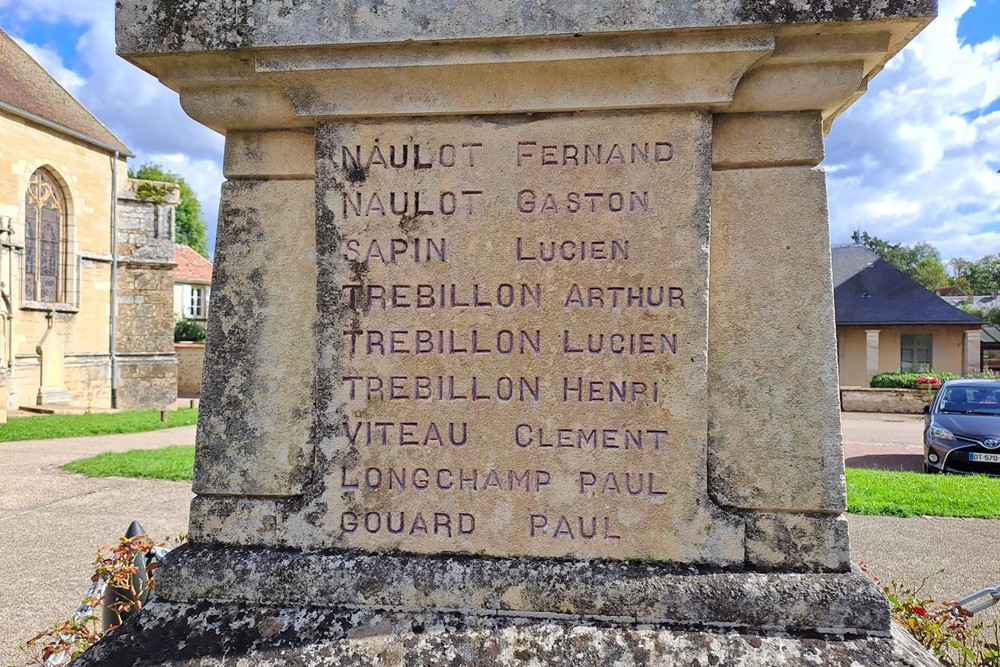 NAULOT FERNAND
NAULOT GASTON
SAPIN LUCIEN
TREBILLON ARTHUR
TREBILLON LUCIEN
TREBILLON HENRI
VITEAU CLEMENT
LONGCHAMP PAUL
GOUARD PAUL